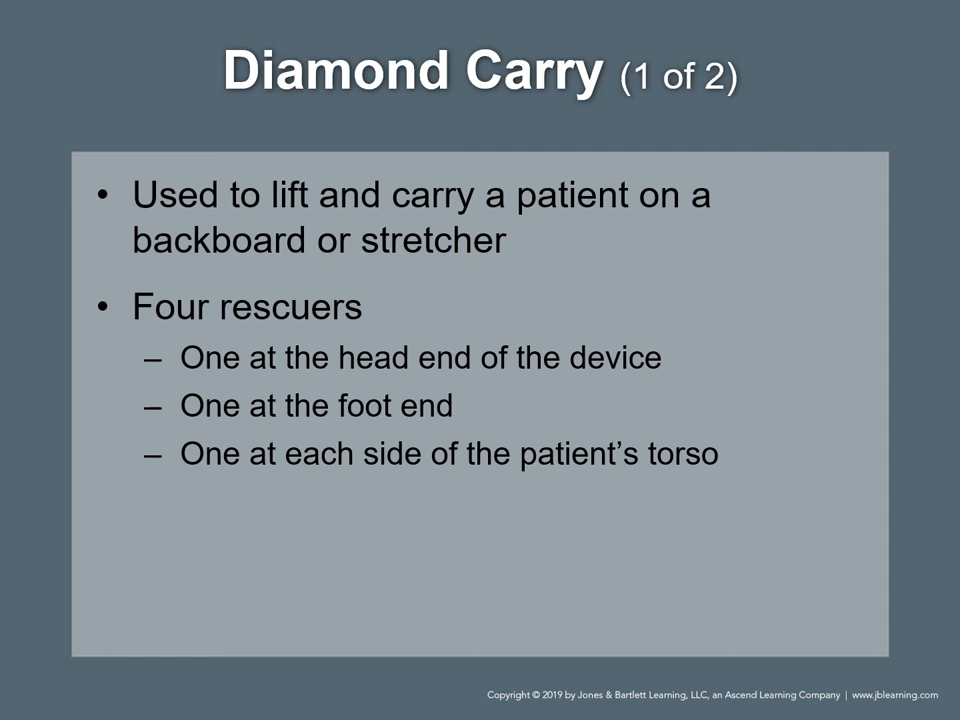 Diamond Carry (1 of 2)
• Used to lift and carry a patient on a
backboard or stretcher
• Four rescuers
– One at the head end of the device
– One at the foot end
– One at each side of the patient’s torso
Copyright © 2019 by Jones & Bartlett Learning, LLC, an Ascend Learning Company | www.jblearning.com